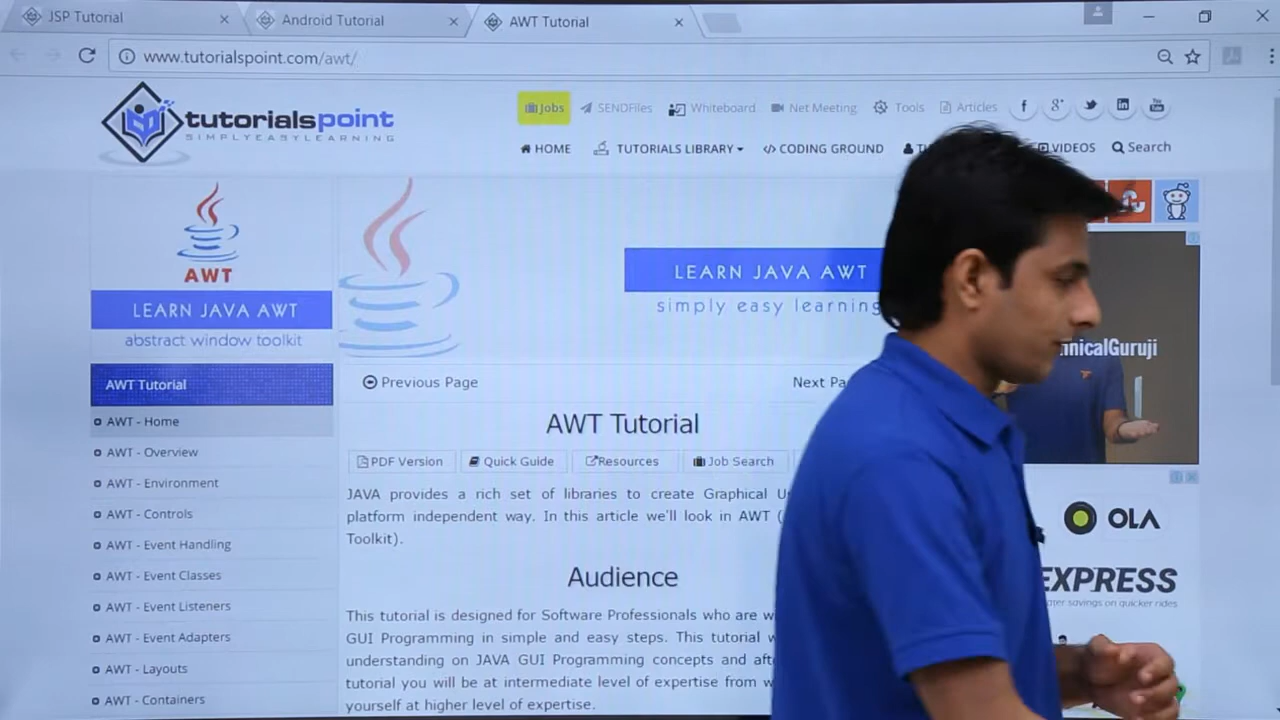 JSP Tutorial
Android Tutorial
AWT Tutorial
www.tutorialspoint.com/awt/
tutorialspoint
SIMPLYEASYLEARNING
Jobs
SENDFiles
Whiteboard
Net Meeting
Tools
Articles
HOME
TUTORIALS LIBRARY
CODING GROUND
VIDEOS
Search
AWT
LEARN JAVA AWT
abstract window toolkit
LEARN JAVA AWT
simply easy learning
AWT Tutorial
AWT - Home
AWT - Overview
AWT - Environment
AWT - Controls
AWT - Event Handling
AWT - Event Classes
AWT - Event Listeners
AWT - Event Adapters
AWT - Layouts
AWT - Containers
Previous Page
Next
AWT Tutorial
PDF Version
Quick Guide
Resources
Job Search
JAVA provides a rich set of libraries to create Graphical
platform independent way. In this article we'll look in AWT (
Toolkit).
Audience
This tutorial is designed for Software Professionals who are
GUI Programming in simple and easy steps. This tutorial
understanding on JAVA GUI Programming concepts and
tutorial you will be at intermediate level of expertise from
yourself at higher level of expertise.
nicalGuruji
OLA
EXPRESS
savings on quicker rides